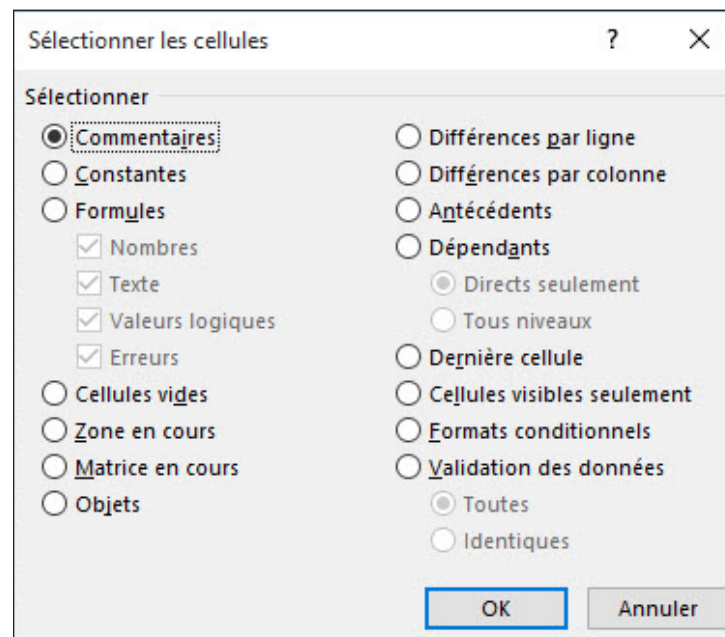 Sélectionner les cellules
?
Sélectionner
Commentaires
Constantes
Formules
Nombres
Texte
Valeurs logiques
Erreurs
Cellules vides
Zone en cours
Matrice en cours
Objets
Différences par ligne
Différences par colonne
Antécédents
Dépendants
Directs seulement
Tous niveaux
Dernière cellule
Cellules visibles seulement
Formats conditionnels
Validation des données
Toutes
Identiques
OK
Annuler